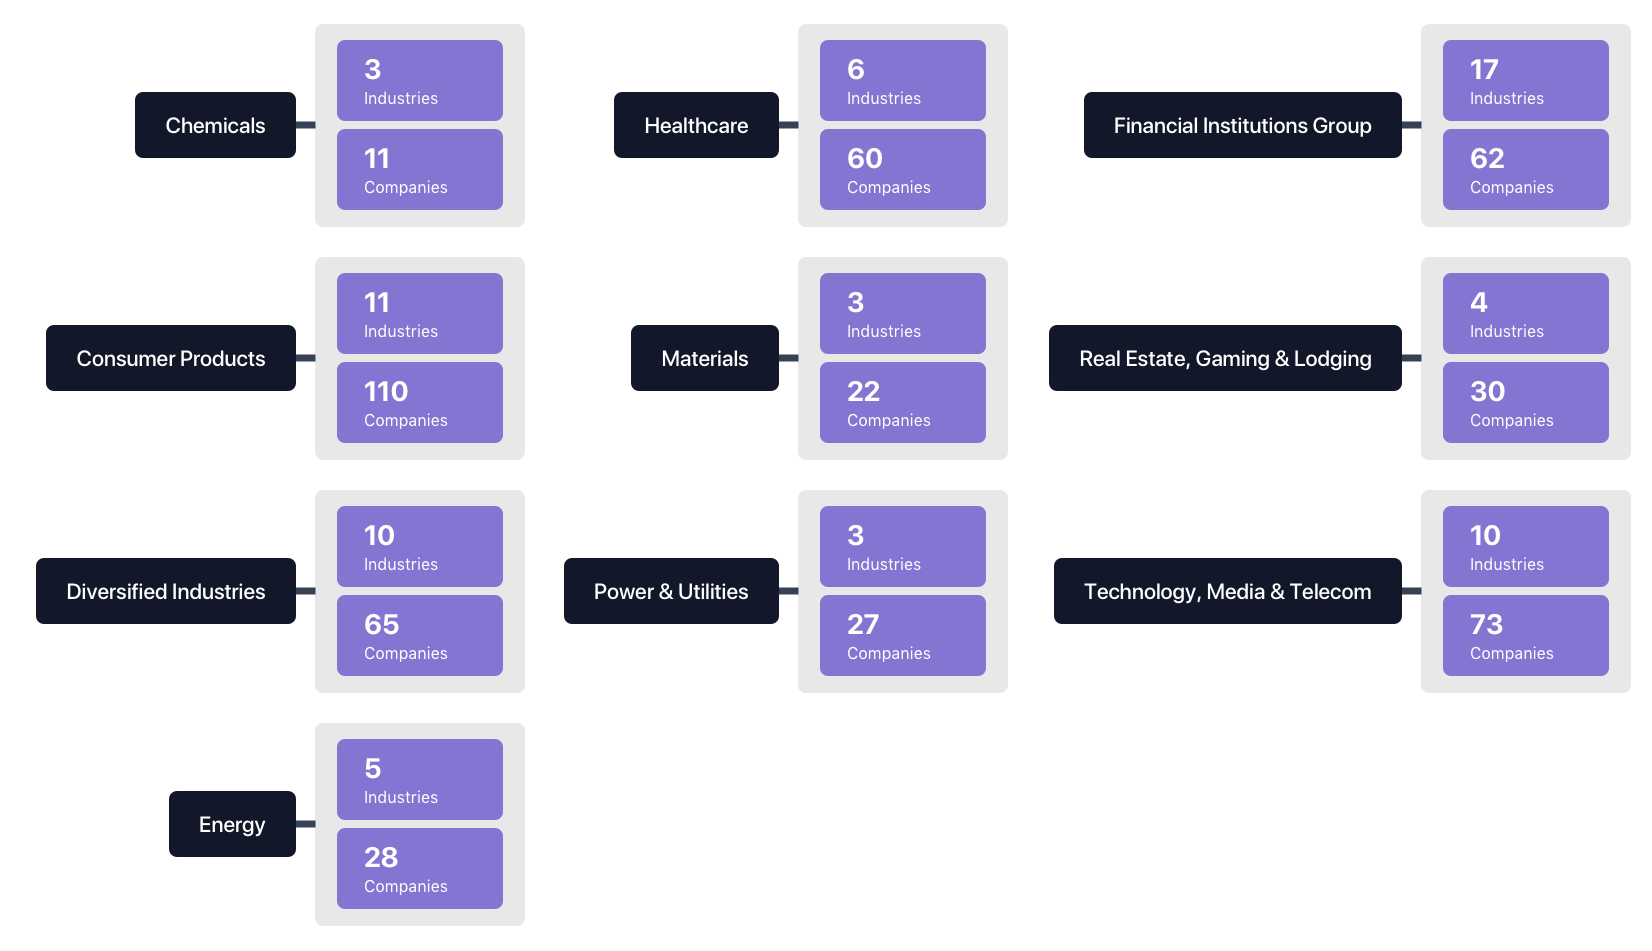 Chemicals
3
Industries
11
Companies
Healthcare
6
Industries
60
Companies
Financial Institutions Group
17
Industries
62
Companies
Consumer Products
11
Industries
110
Companies
Materials
3
Industries
22
Companies
Real Estate, Gaming & Lodging
4
Industries
30
Companies
Diversified Industries
10
Industries
65
Companies
Power & Utilities
3
Industries
27
Companies
Technology, Media & Telecom
10
Industries
73
Companies
Energy
5
Industries
28
Companies